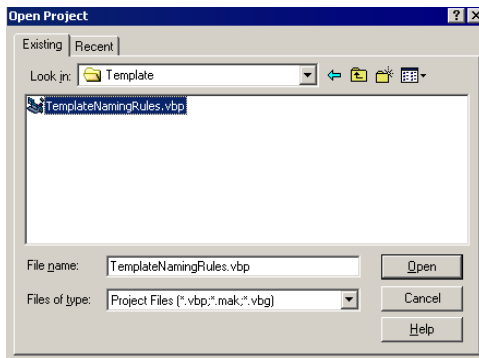 Open Project
Existing Recent
Look in: Template
TemplateNamingRules.vbp
File name: TemplateNamingRules.vbp Open
Files of type: Project Files (*.vbp;*.mak;*.vbg) Cancel
Help